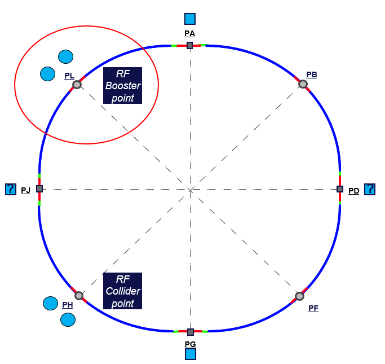 PA
PL
RF
Booster
point
PB
?
PJ
PD
?
PH
RF
Collider
point
PF
PG